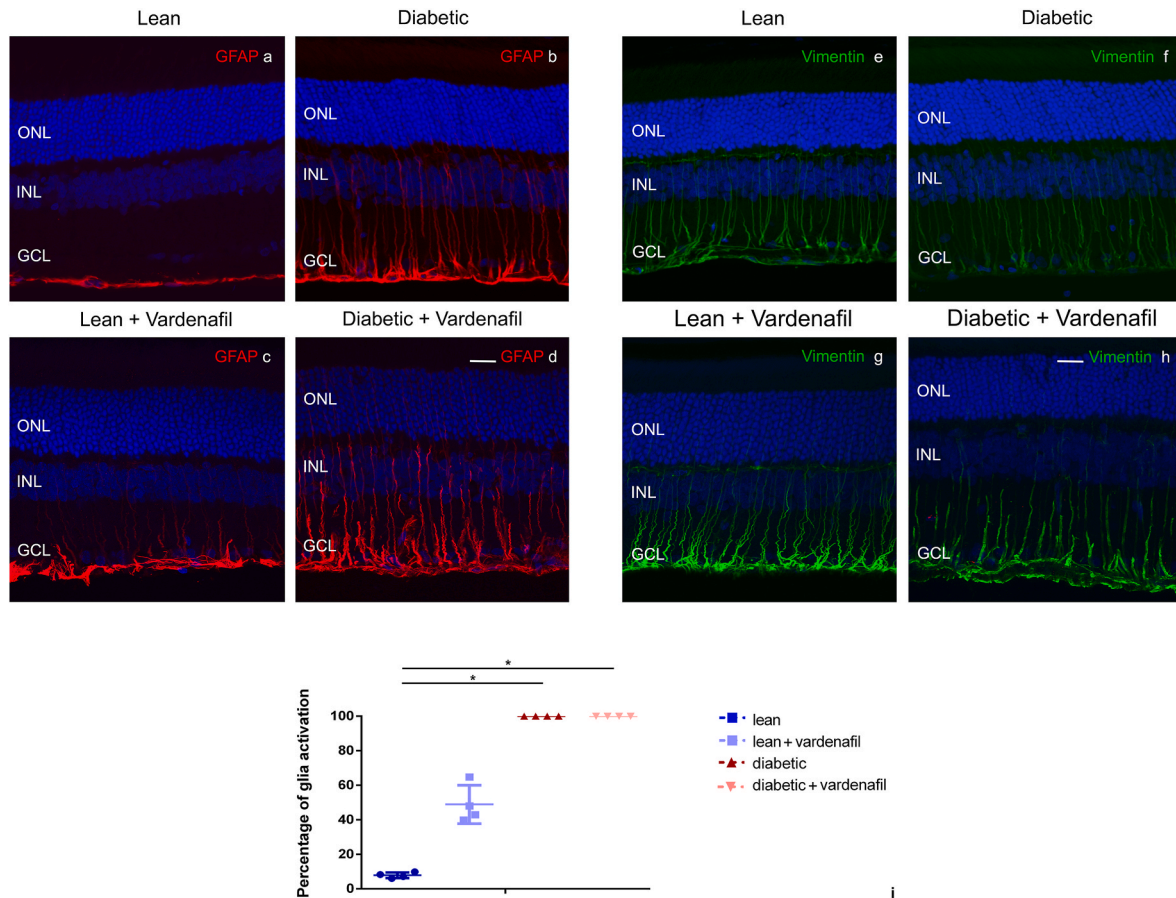 Lean
Diabetic
Lean
Diabetic
GFAP a
GFAP b
Vimentin e
Vimentin f
ONL
ONL
ONL
ONL
INL
INL
INL
INL
GCL
GCL
GCL
GCL
Lean + Vardenafil
Diabetic + Vardenafil
Lean + Vardenafil
Diabetic + Vardenafil
GFAP c
GFAP d
Vimentin g
Vimentin h
ONL
ONL
ONL
ONL
INL
INL
INL
INL
GCL
GCL
GCL
GCL
*
*
Percentage of glia activation
100
80
60
40
20
0
lean
lean + vardenafil
diabetic
diabetic + vardenafil
i